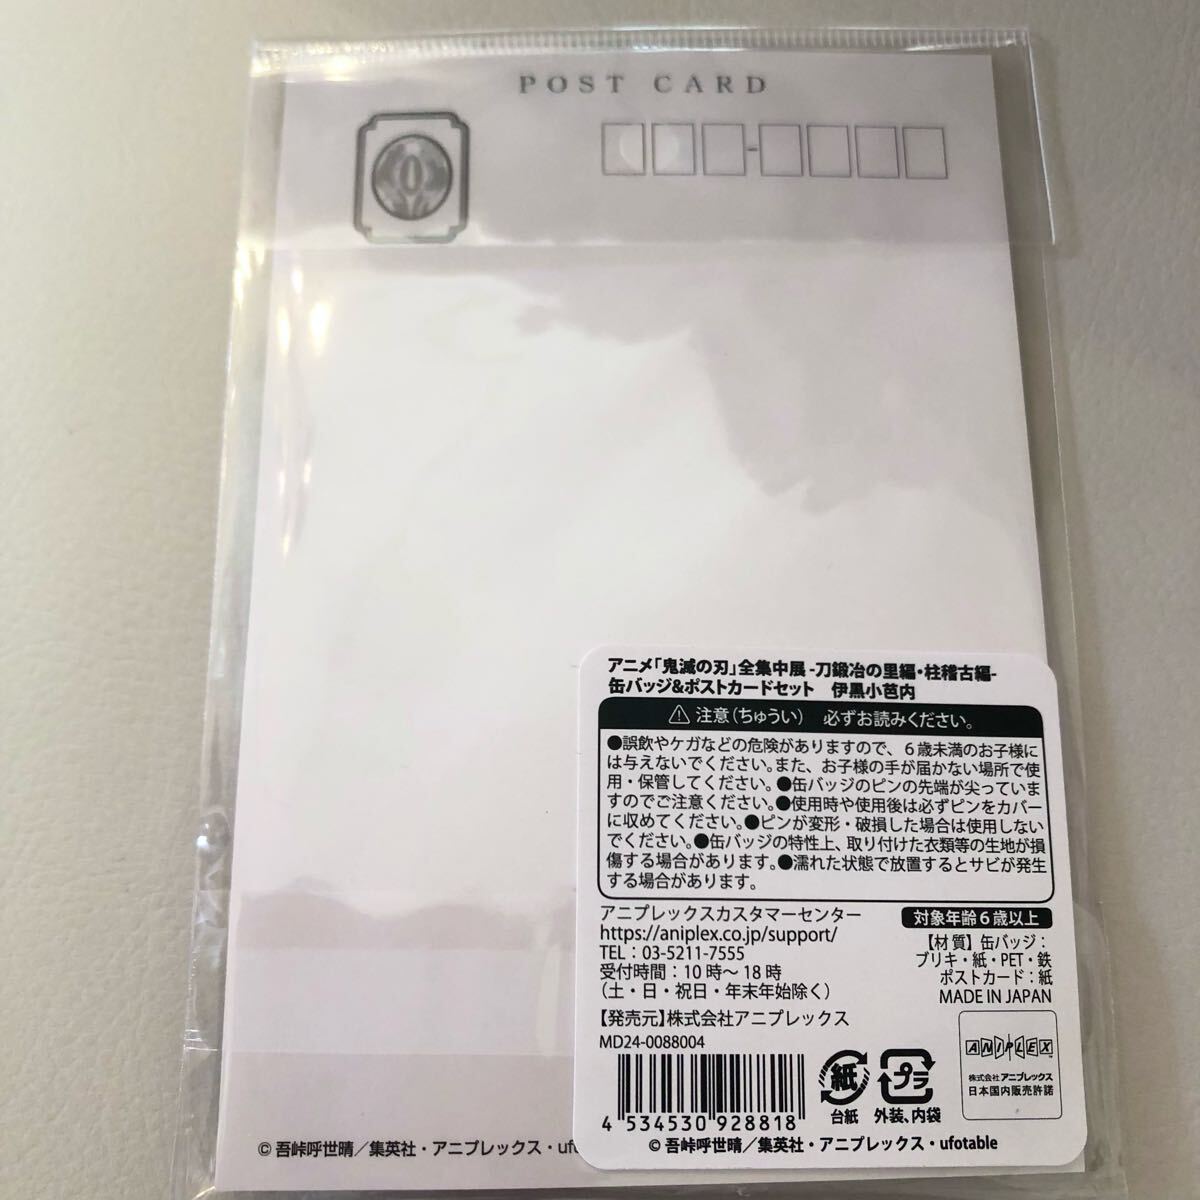 POST CARD
アニメ「鬼滅の刃」全集中展 -刀鍛冶の里編・柱稽古編-
缶バッジ&ポストカードセット 伊黒小芭内
注意(ちゅうい) 必ずお読みください。
●誤飲やケガなどの危険がありますので、6歳未満のお子様に
は与えないでください。また、お子様の手が届かない場所で使
用・保管してください。●缶バッジのピンの先端が尖っていま
すのでご注意ください。●使用時や使用後は必ずピンをカバー
に収めてください。●ピンが変形・破損した場合は使用しない
でください。●缶バッジの特性上、取り付けた衣類等の生地が損
傷する場合があります。●濡れた状態で放置するとサビが発生
する場合があります。
アニプレックスカスタマーセンター
https://aniplex.co.jp/support/
TEL：03-5211-7555
受付時間：10時〜18時
(土・日・祝日・年末年始除く)
【発売元】株式会社アニプレックス
MD24-0088004
対象年齢6歳以上
【材質】缶バッジ：
ブリキ・紙・PET・鉄
ポストカード：紙
MADE IN JAPAN
4 534530 928818
紙
台紙
プラ
外装、内袋
ANIPLEX
株式会社アニプレックス
日本国内販売許諾
© 吾峠呼世晴／集英社・アニプレックス・ufotable
© 吾峠呼世晴／集英社・アニプレックス・ufo